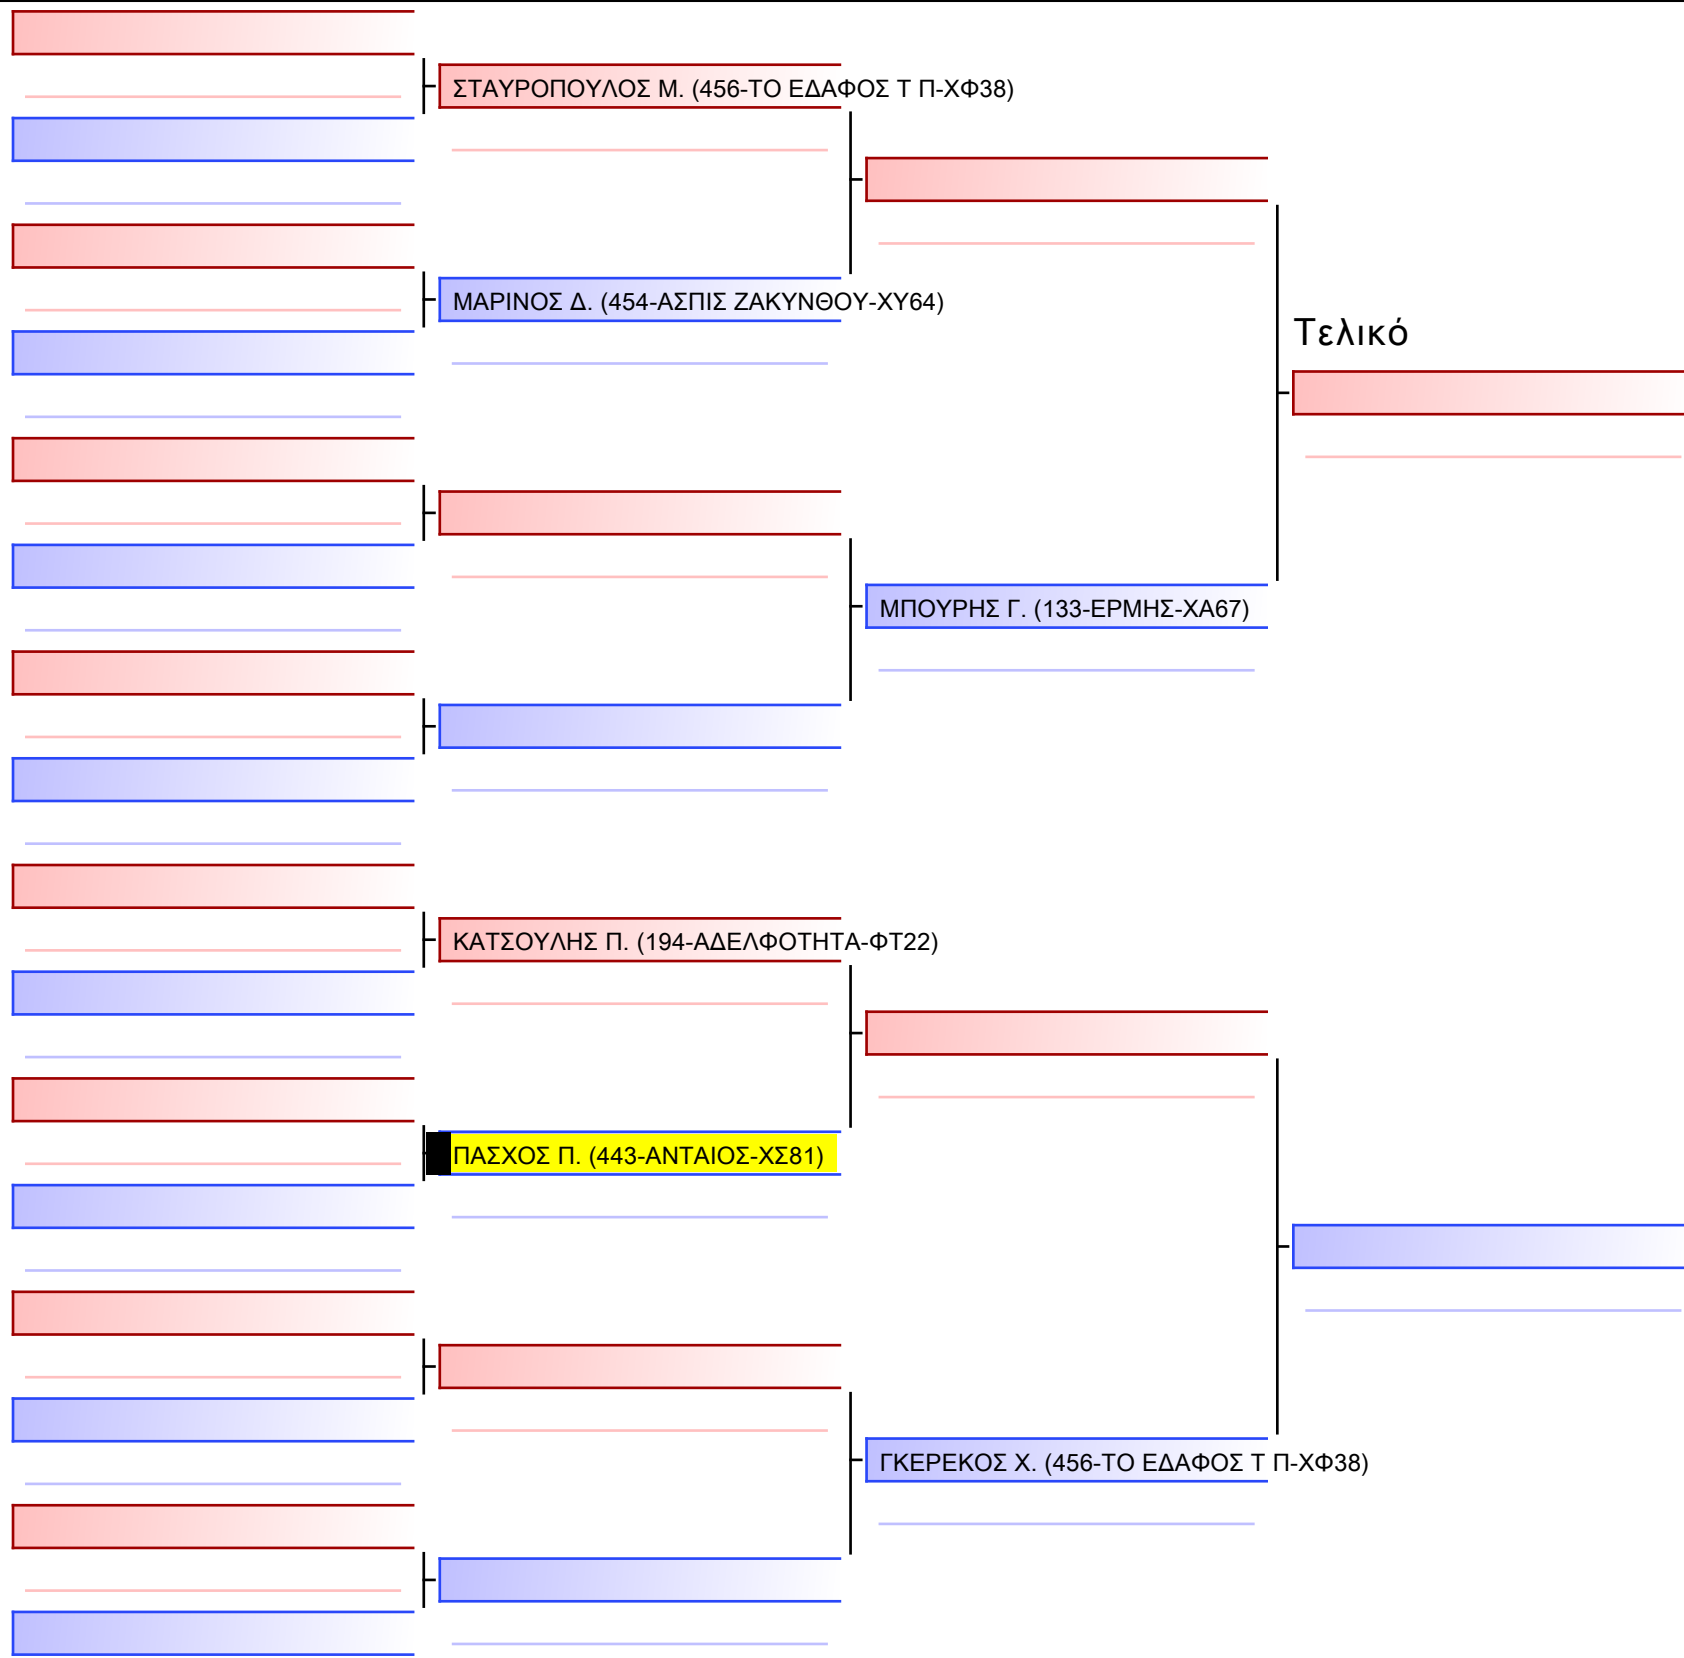 ΣΤΑΥΡΟΠΟΥΛΟΣ Μ. (456-ΤΟ ΕΔΑΦΟΣ Τ Π-ΧΦ38)
ΜΑΡΙΝΟΣ Δ. (454-ΑΣΠΙΣ ΖΑΚΥΝΘΟΥ-ΧΥ64)
Τελικό
ΜΠΟΥΡΗΣ Γ. (133-ΕΡΜΗΣ-ΧΑ67)
ΚΑΤΣΟΥΛΗΣ Π. (194-ΑΔΕΛΦΟΤΗΤΑ-ΦΤ22)
ΠΑΣΧΟΣ Π. (443-ΑΝΤΑΙΟΣ-ΧΣ81)
ΓΚΕΡΕΚΟΣ Χ. (456-ΤΟ ΕΔΑΦΟΣ Τ Π-ΧΦ38)